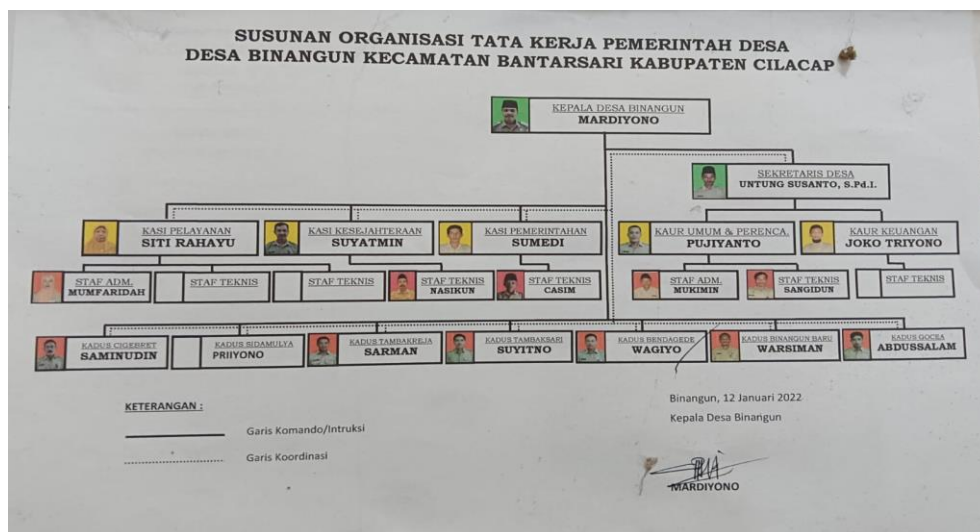 SUSUNAN ORGANISASI TATA KERJA PEMERINTAH DESA
DESA BINANGUN KECAMATAN BANTARSARI KABUPATEN CILACAP
KEPALA DESA BINANGUN
MARDIYONO
SEKRETARIS DESA
UNTUNG SUSANTO, S.Pd.I.
KASI PELAYANAN
SITI RAHAYU
KASI KESEJAHTERAAN
SUYATMIN
KASI PEMERINTAHAN
SUMEDI
KAUR UMUM & PERENCA.
PUJIYANTO
KAUR KEUANGAN
JOKO TRIYONO
STAF ADM.
MUMFARIDAH
STAF TEKNIS
STAF TEKNIS
STAF TEKNIS
NASIKUN
STAF TEKNIS
CASIM
STAF ADM.
MUKIMIN
STAF TEKNIS
SANGIDUN
STAF TEKNIS
KADUS CIGEBRET
SAMINUDIN
KADUS SIDAMULYA
PRIIYONO
KADUS TAMBAKREJA
SARMAN
KADUS TAMBAKSARI
SUYITNO
KADUS BENDAGEDE
WAGIYO
KADUS BINANGUN BARU
WARSIMAN
KADUS GOCEA
ABDUSSALAM
KETERANGAN :
Garis Komando/Intruksi
Garis Koordinasi
Binangun, 12 Januari 2022
Kepala Desa Binangun
MARDIYONO